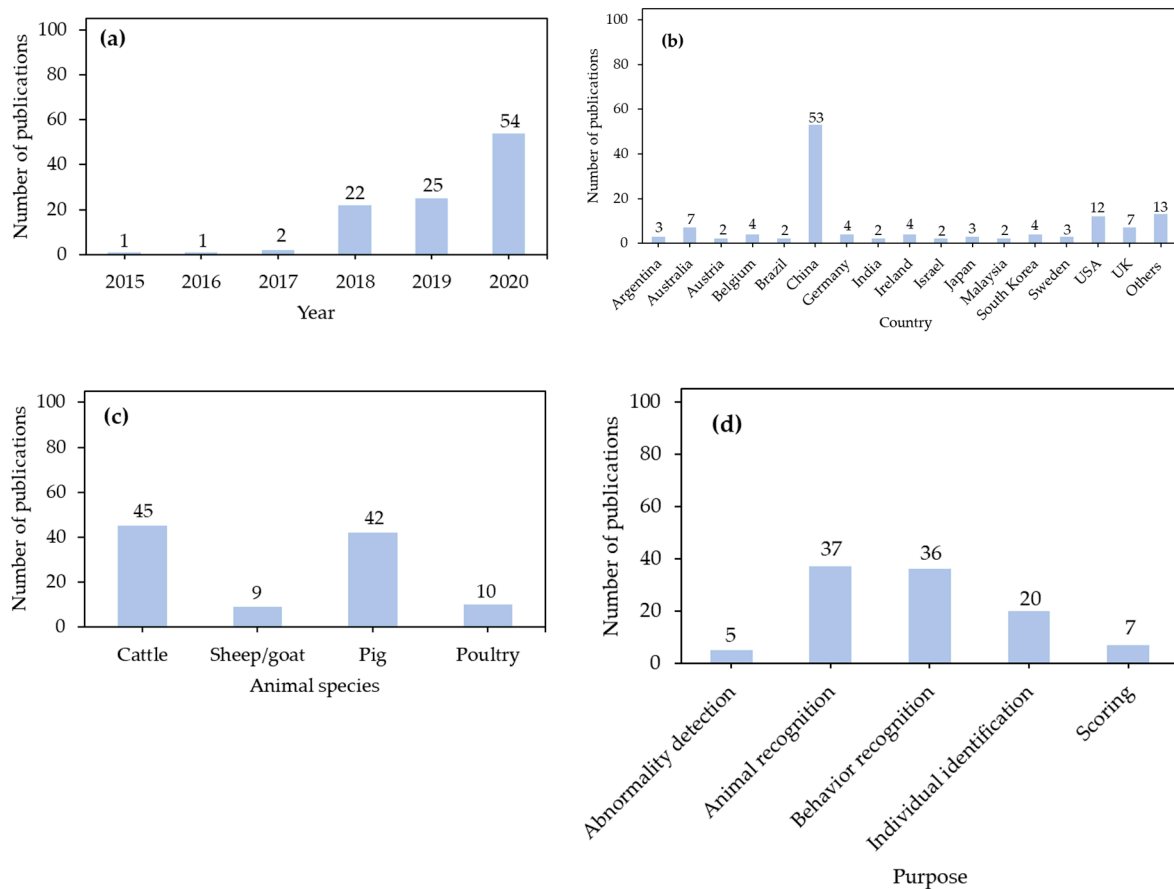 (a)
Number of publications
100
80
60
40
20
0
1
1
2
22
25
54
2015 2016 2017 2018 2019 2020
Year
(b)
Number of publications
100
80
60
40
20
0
3 7 2 4 2 53 4 2 4 2 3 2 4 3 12 7 13
Argentina
Australia
Austria
Belgium
Brazil
China
Germany
India
Ireland
Israel
Japan
Malaysia
South Korea
Sweden
USA
UK
Others
Country
(c)
Number of publications
100
80
60
40
20
0
45 9 42 10
Cattle Sheep/goat Pig Poultry
Animal species
(d)
Number of publications
100
80
60
40
20
0
5 37 36 20 7
Abnormality detection
Animal recognition
Behavior recognition
Individual identification
Scoring
Purpose